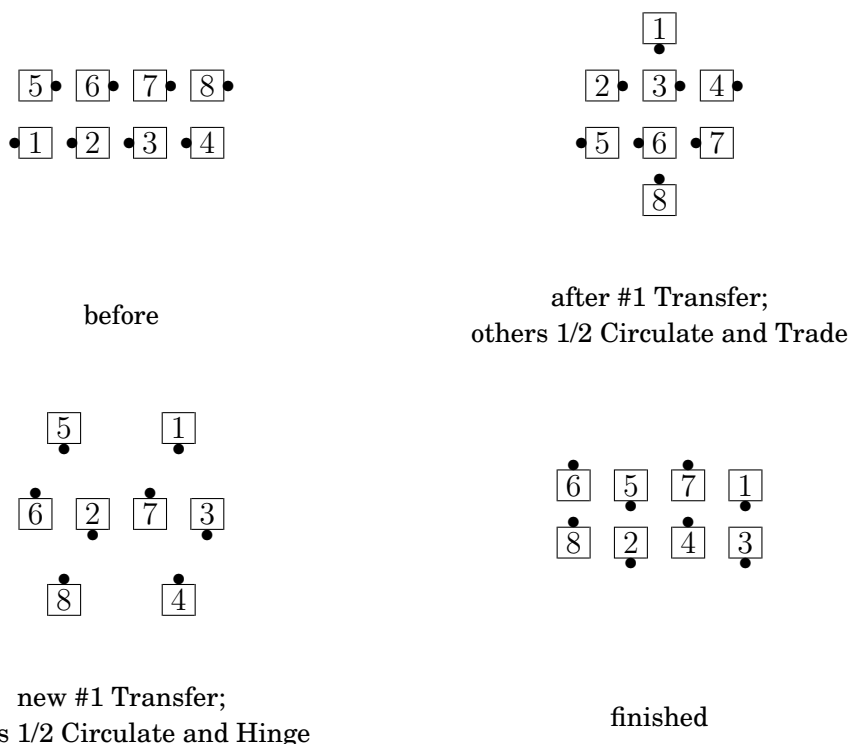 1
5 6 7 8
2 3 4
1 2 3 4
5 6 7
8
before
after #1 Transfer;
others 1/2 Circulate and Trade
5 1
6 2 7 3
8 4
6 5 7 1
8 2 4 3
new #1 Transfer;
s 1/2 Circulate and Hinge
finished